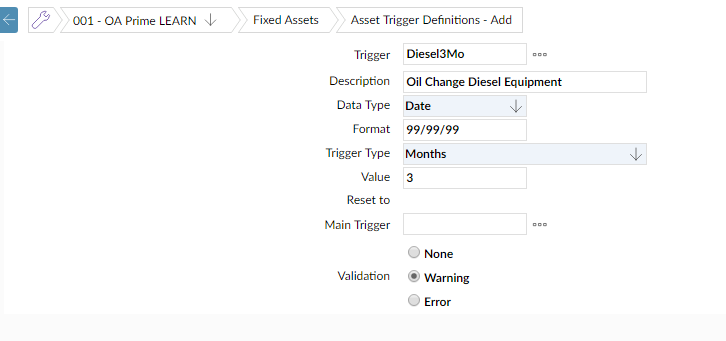 001 - OA Prime LEARN Fixed Assets Asset Trigger Definitions - Add
Trigger Diesel3Mo
Description Oil Change Diesel Equipment
Data Type Date
Format 99/99/99
Trigger Type Months
Value 3
Reset to
Main Trigger
None
Validation Warning
Error